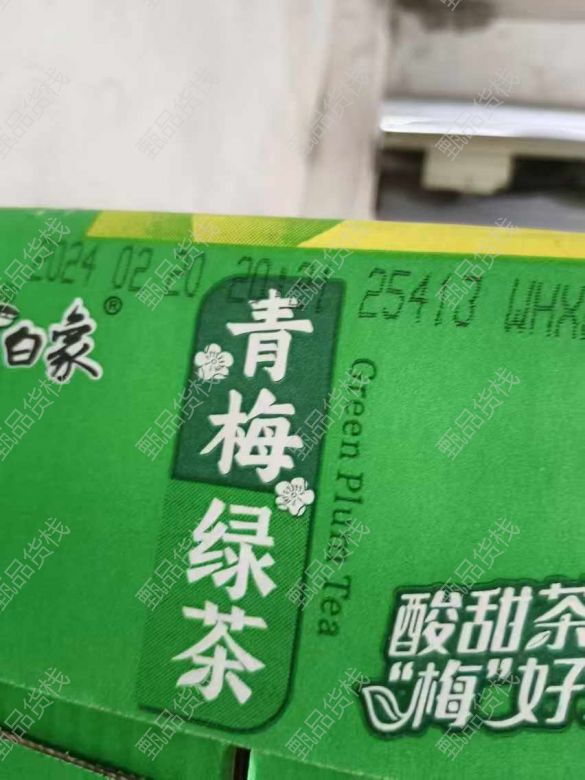 2024 02 20 25413 WHX
白象®
青梅
绿茶
Green Plum Tea
酸甜茶
“梅”好
甄品货栈